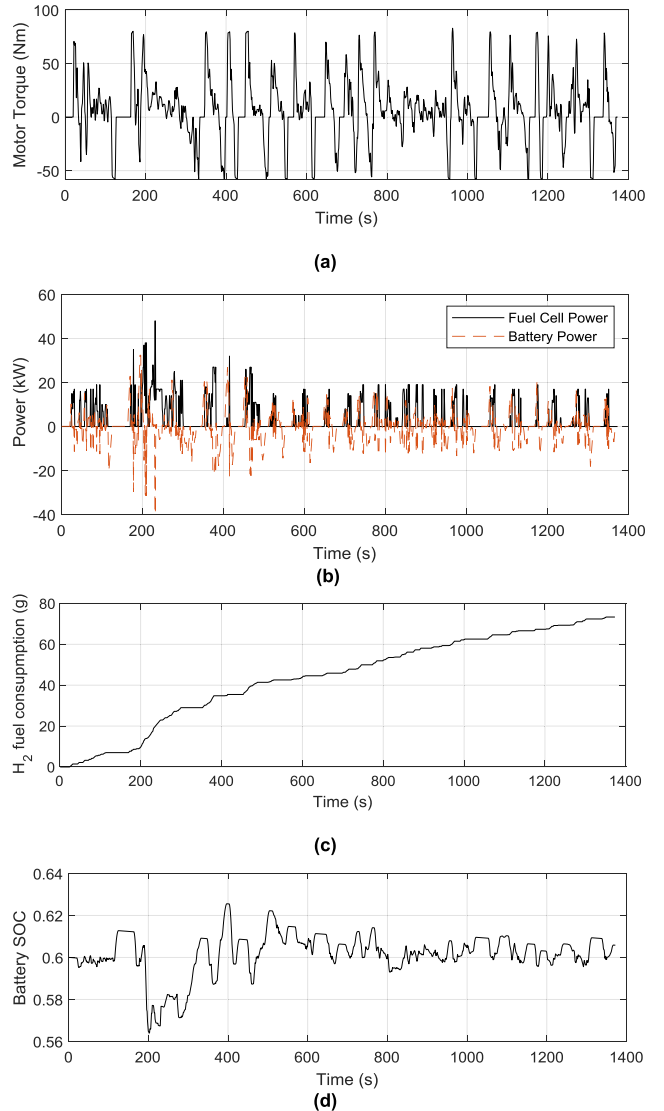 100
50
0
-50
Motor Torque (Nm)
0 200 400 600 800 1000 1200 1400
Time (s)
(a)
60
40
20
0
-20
-40
Power (kW)
Fuel Cell Power
Battery Power
0 200 400 600 800 1000 1200 1400
Time (s)
(b)
80
60
40
20
0
H2 fuel consupmption (g)
0 200 400 600 800 1000 1200 1400
Time (s)
(c)
0.64
0.62
0.6
0.58
0.56
Battery SOC
0 200 400 600 800 1000 1200 1400
Time (s)
(d)